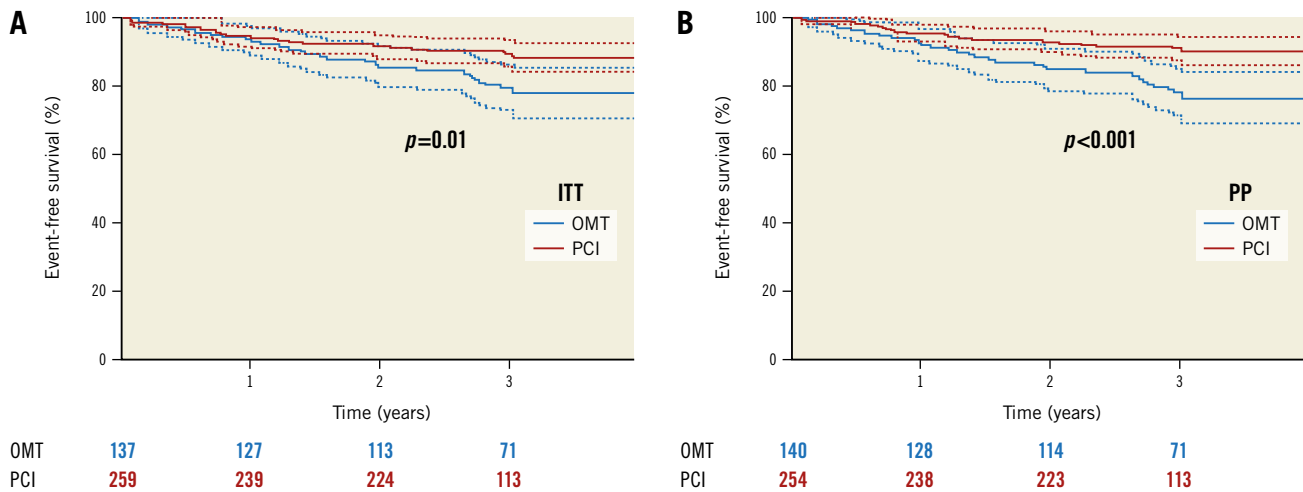 A
Event-free survival (%)
100
80
60
40
20
0
p=0.01
ITT
OMT
PCI
1 2 3
Time (years)
OMT 137 127 113 71
PCI 259 239 224 113
B
Event-free survival (%)
100
80
60
40
20
0
p<0.001
PP
OMT
PCI
1 2 3
Time (years)
OMT 140 128 114 71
PCI 254 238 223 113